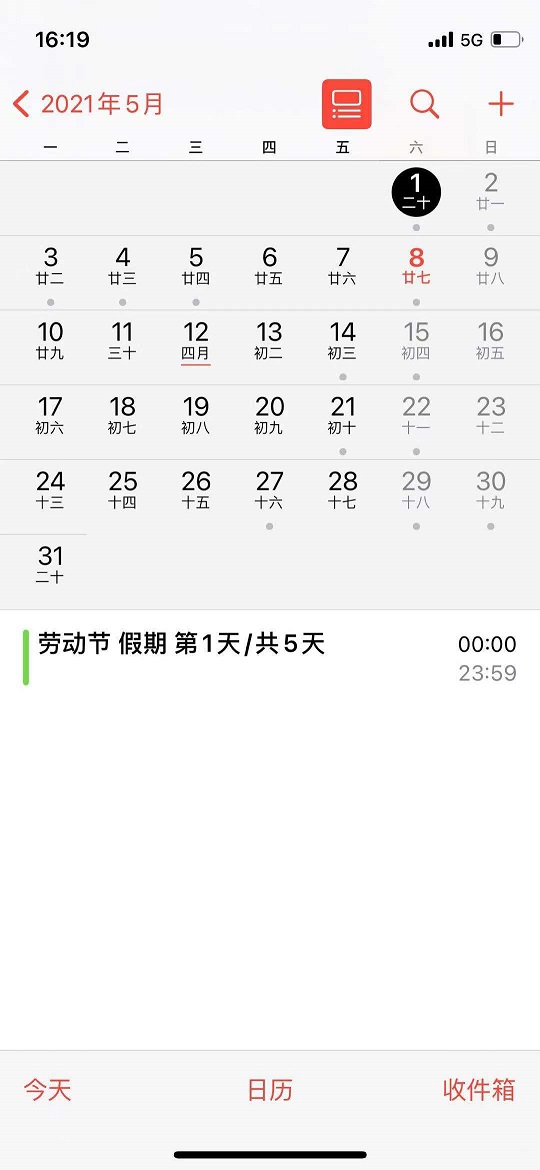 16:19 5G
2021年5月
一 二 三 四 五 六 日
1 2
二十 廿一
3 4 5 6 7 8 9
廿二 廿三 廿四 廿五 廿六 廿七 廿八
10 11 12 13 14 15 16
廿九 三十 四月 初二 初三 初四 初五
17 18 19 20 21 22 23
初六 初七 初八 初九 初十 十一 十二
24 25 26 27 28 29 30
十三 十四 十五 十六 十七 十八 十九
31
二十
劳动节 假期 第1天/共5天 00:00
23:59
今天 日历 收件箱